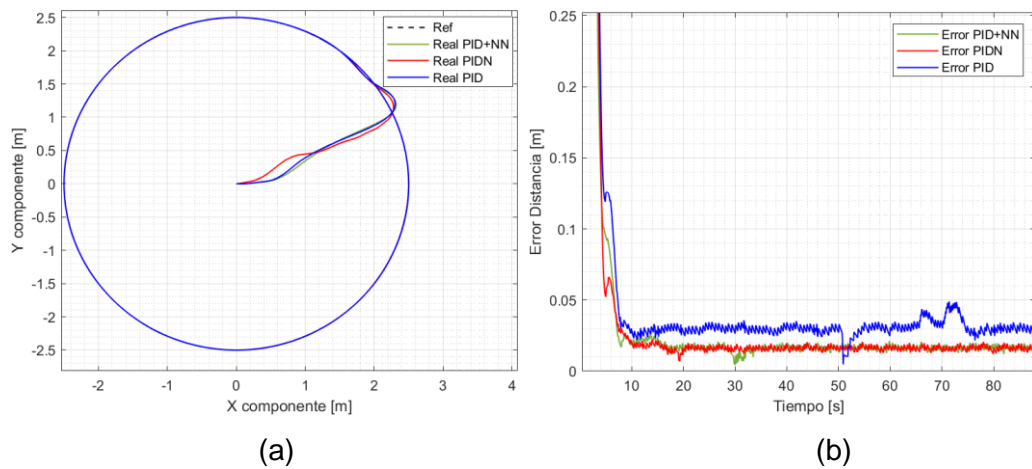 2.5
2
1.5
1
0.5
0
-0.5
-1
-1.5
-2
-2.5
Y componente [m]
-2
-1
0
1
2
3
4
X componente [m]
Ref
Real PID+NN
Real PIDN
Real PID
(a)
0.25
0.2
0.15
0.1
0.05
0
Error Distancia [m]
10
20
30
40
50
60
70
80
Tiempo [s]
Error PID+NN
Error PIDN
Error PID
(b)